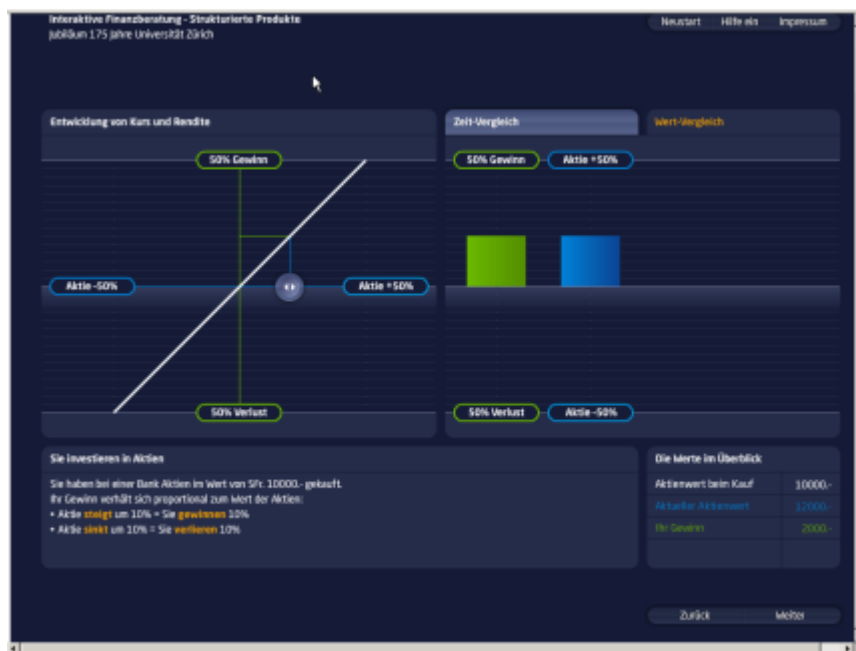 Interaktive Finanzberatung - Strukturierte Produkte
Jubiläum 175 Jahre Universität Zürich
Neustart Hilfe ein Impressum
Entwicklung von Kurs und Rendite
50% Gewinn
Aktie -50%
Aktie +50%
50% Verlust
Zeit-Vergleich
Wert-Vergleich
50% Gewinn
Aktie +50%
50% Verlust
Aktie -50%
Sie investieren in Aktien
Sie haben bei einer Bank Aktien im Wert von SFr. 10000.- gekauft.
Ihr Gewinn verhält sich proportional zum Wert der Aktien:
• Aktie steigt um 10% = Sie gewinnen 10%
• Aktie sinkt um 10% = Sie verlieren 10%
Die Werte im Überblick
Aktienwert beim Kauf 10000.-
Aktueller Aktienwert 12000.-
Ihr Gewinn 2000.-
Zurück Weiter